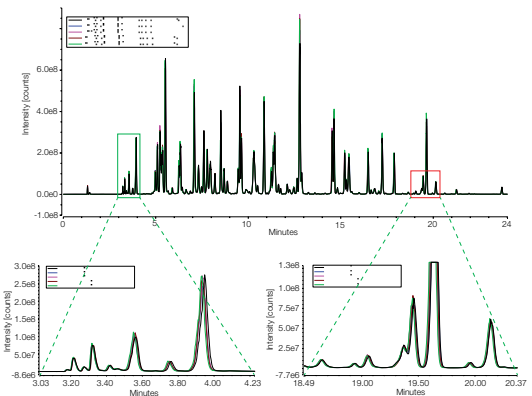 Intensity [counts]
6.0e8
4.0e8
2.0e8
0.0e0
-1.0e8
0 5 10 15 20 24
Minutes
Intensity [counts]
3.0e8
2.5e8
2.0e8
1.5e8
1.0e8
5.0e7
-8.6e6
3.03 3.20 3.40 3.60 3.80 4.00 4.23
Minutes
Intensity [counts]
1.3e8
1.0e8
7.5e7
5.0e7
2.5e7
-7.7e6
18.49 19.00 19.50 20.00 20.37
Minutes